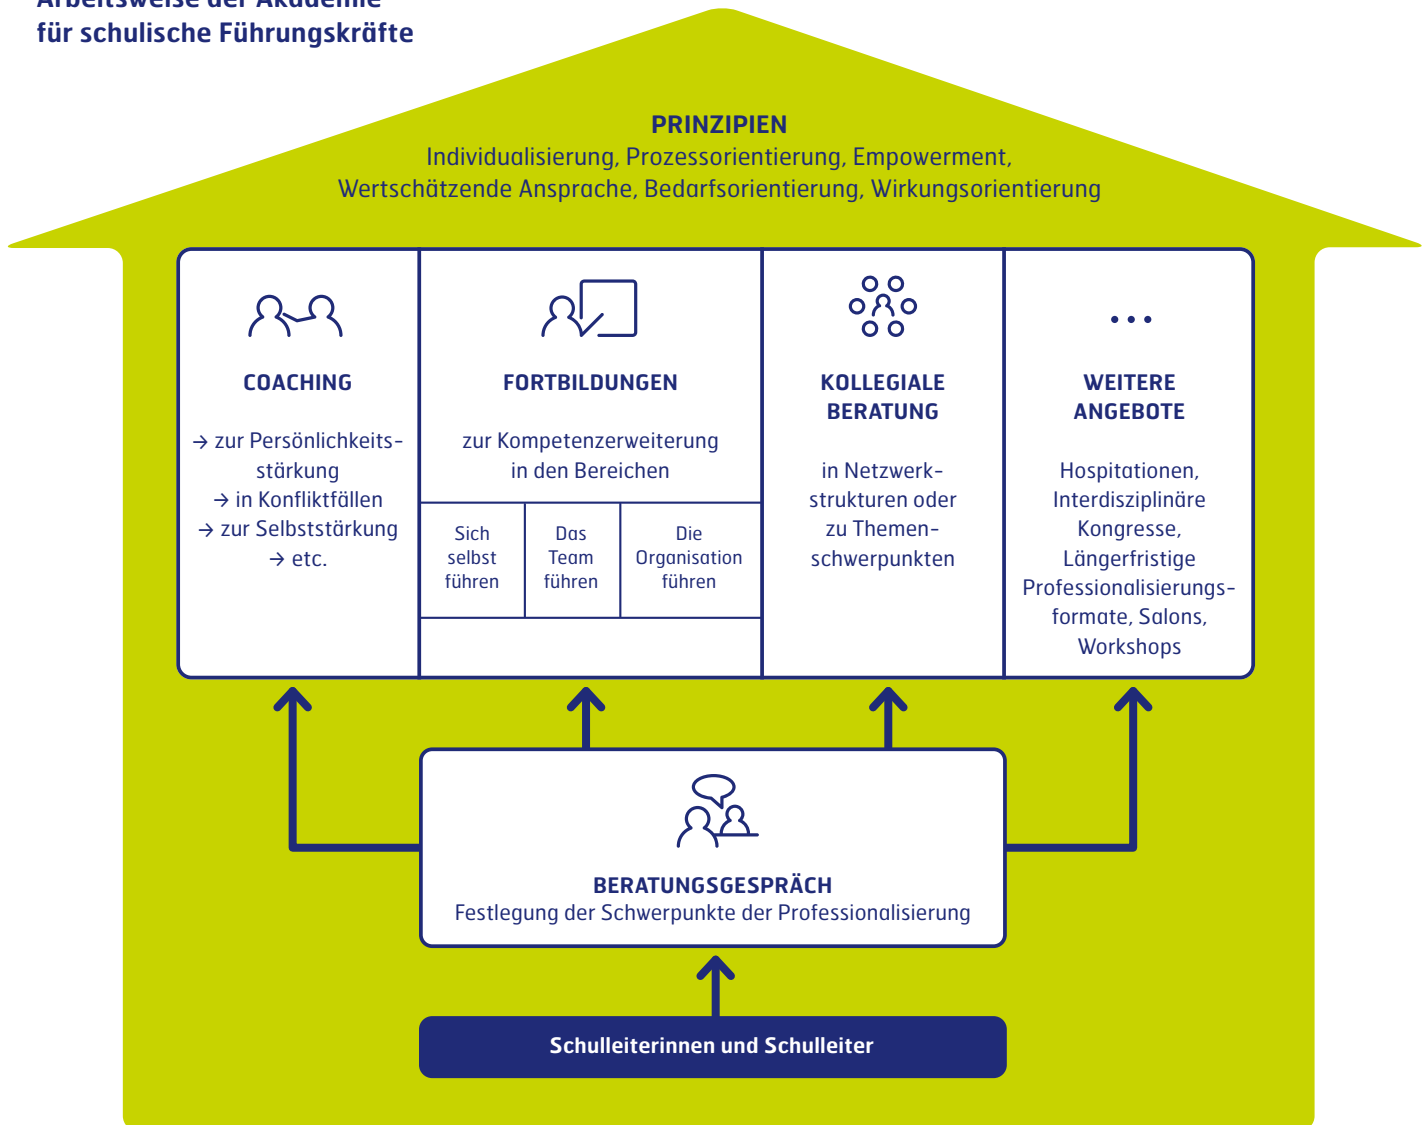 Arbeitsweise der Akademie
für schulische Führungskräfte
PRINZIPIEN
Individualisierung, Prozessorientierung, Empowerment,
Wertschätzende Ansprache, Bedarfsorientierung, Wirkungsorientierung
COACHING
→ zur Persönlichkeits-
stärkung
→ in Konfliktfällen
→ zur Selbststärkung
→ etc.
FORTBILDUNGEN
zur Kompetenzerweiterung
in den Bereichen
Sich
selbst
führen
Das
Team
führen
Die
Organisation
führen
KOLLEGIALE
BERATUNG
in Netzwerk-
strukturen oder
zu Themen-
schwerpunkten
...
WEITERE
ANGEBOTE
Hospitationen,
Interdisziplinäre
Kongresse,
Längerfristige
Professionalisierungs-
formate, Salons,
Workshops
BERATUNGSGESPRÄCH
Festlegung der Schwerpunkte der Professionalisierung
Schulleiterinnen und Schulleiter